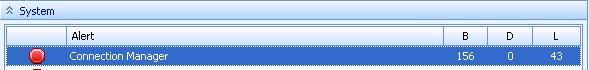 System
Alert B D L
Connection Manager 156 0 43